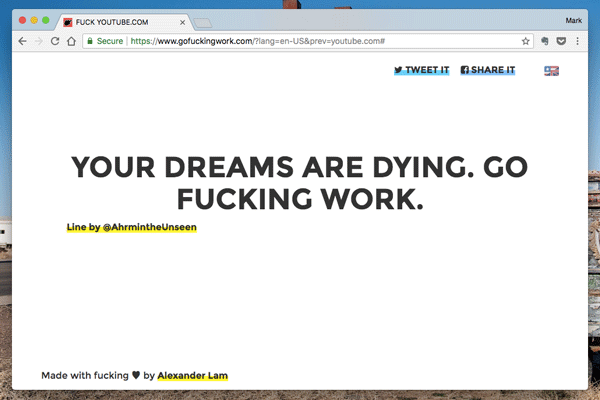 FUCK YOUTUBE.COM
Mark
Secure
https://www.gofuckingwork.com/?lang=en-US&prev=youtube.com#
TWEET IT SHARE IT
YOUR DREAMS ARE DYING. GO
FUCKING WORK.
Line by @AhrmintheUnseen
Made with fucking ♥ by Alexander Lam